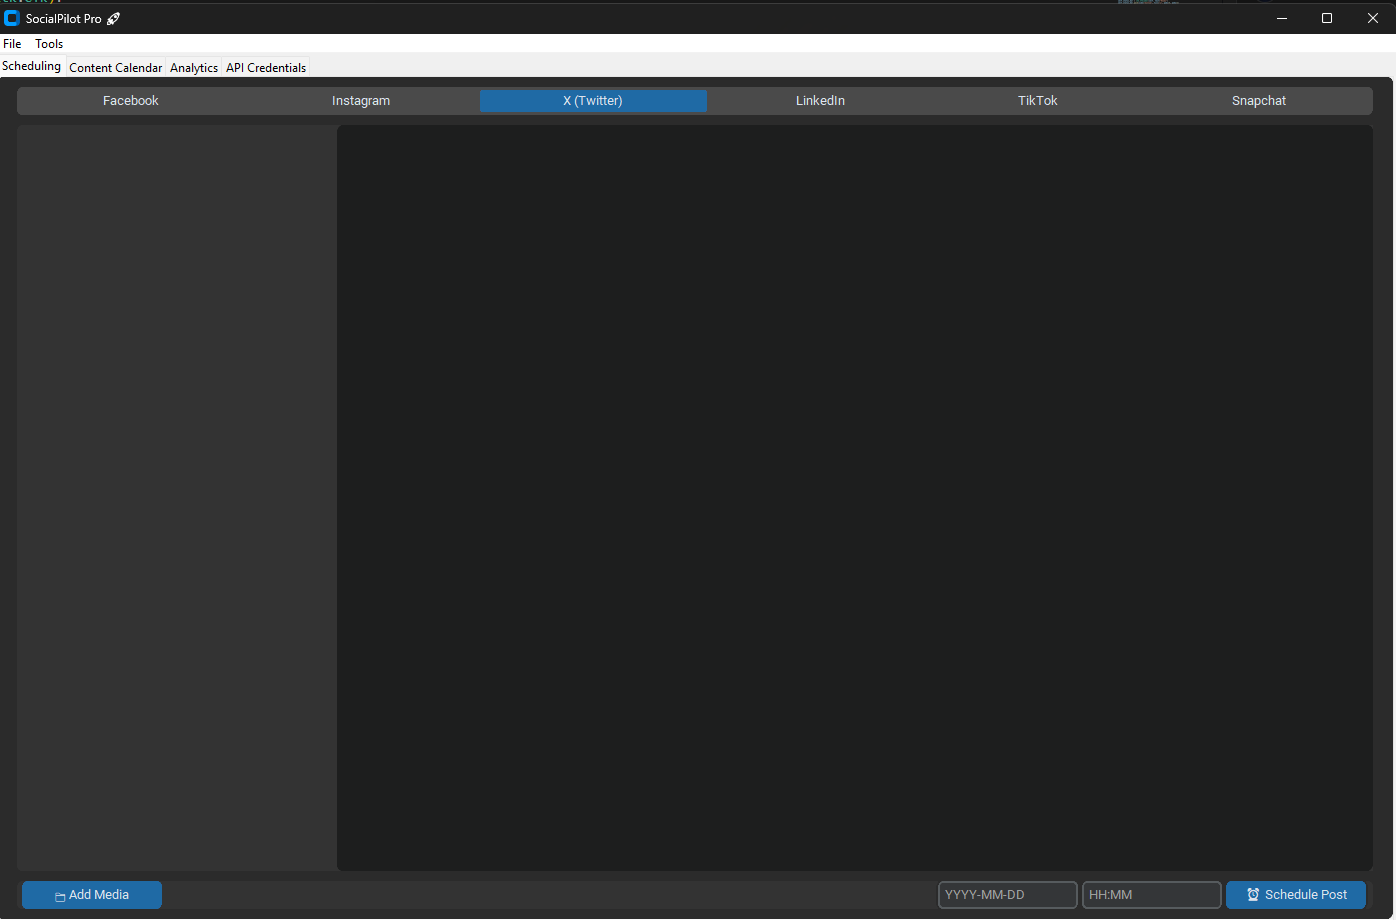 SocialPilot Pro 🚀
File Tools
Scheduling Content Calendar Analytics API Credentials
Facebook Instagram X (Twitter) LinkedIn TikTok Snapchat
Add Media YYYY-MM-DD HH:MM Schedule Post